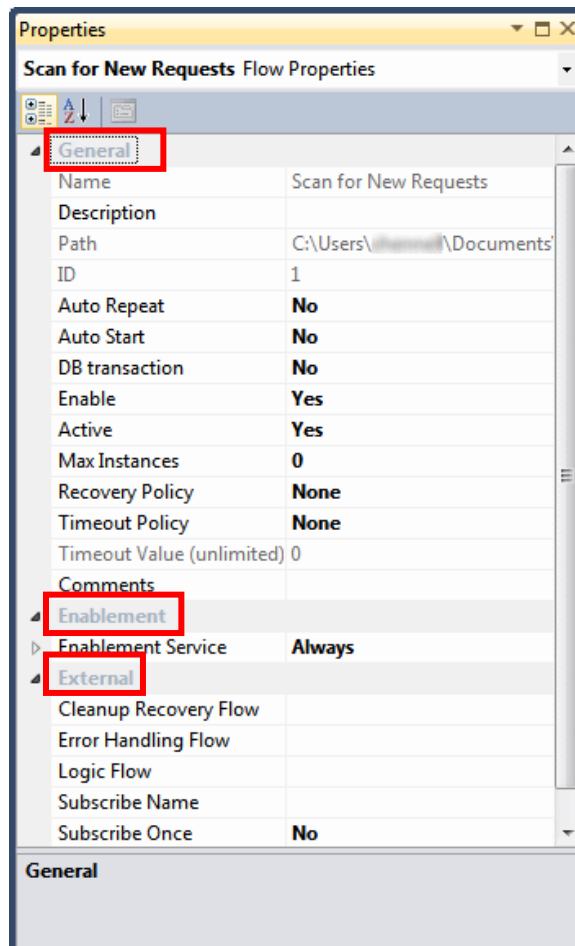 Properties
Scan for New Requests Flow Properties
General
Name Scan for New Requests
Description
Path C:\Users\ \Documents\
ID 1
Auto Repeat No
Auto Start No
DB transaction No
Enable Yes
Active Yes
Max Instances 0
Recovery Policy None
Timeout Policy None
Timeout Value (unlimited) 0
Comments
Enablement
Enablement Service Always
External
Cleanup Recovery Flow
Error Handling Flow
Logic Flow
Subscribe Name
Subscribe Once No
General